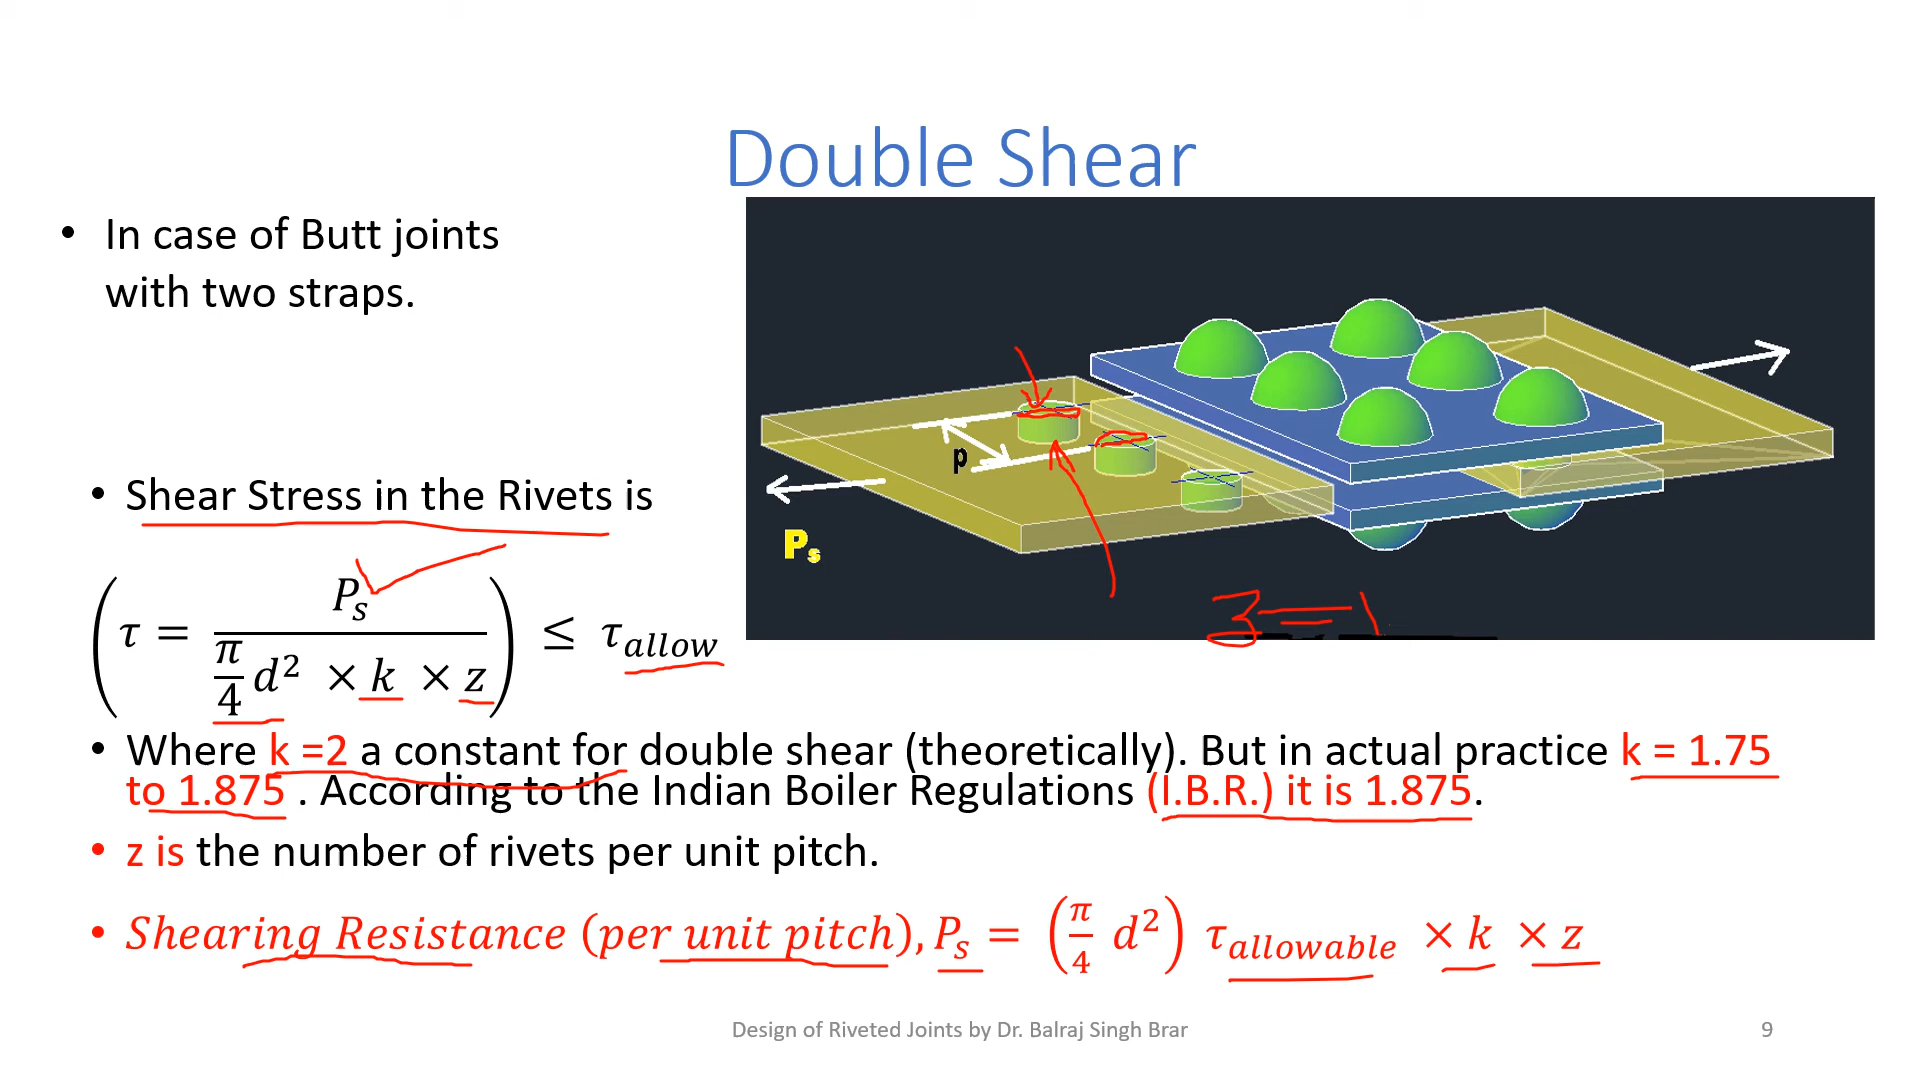 Double Shear
• In case of Butt joints
with two straps.
p
Pₛ
3 = 1
• Shear Stress in the Rivets is
(τ = Pₛ / (π/4 d² × k × z)) ≤ τ_allow
• Where k =2 a constant for double shear (theoretically). But in actual practice k = 1.75
to 1.875 . According to the Indian Boiler Regulations (I.B.R.) it is 1.875.
• z is the number of rivets per unit pitch.
• Shearing Resistance (per unit pitch), Pₛ = (π/4 d²) τ_allowable × k × z
Design of Riveted Joints by Dr. Balraj Singh Brar
9